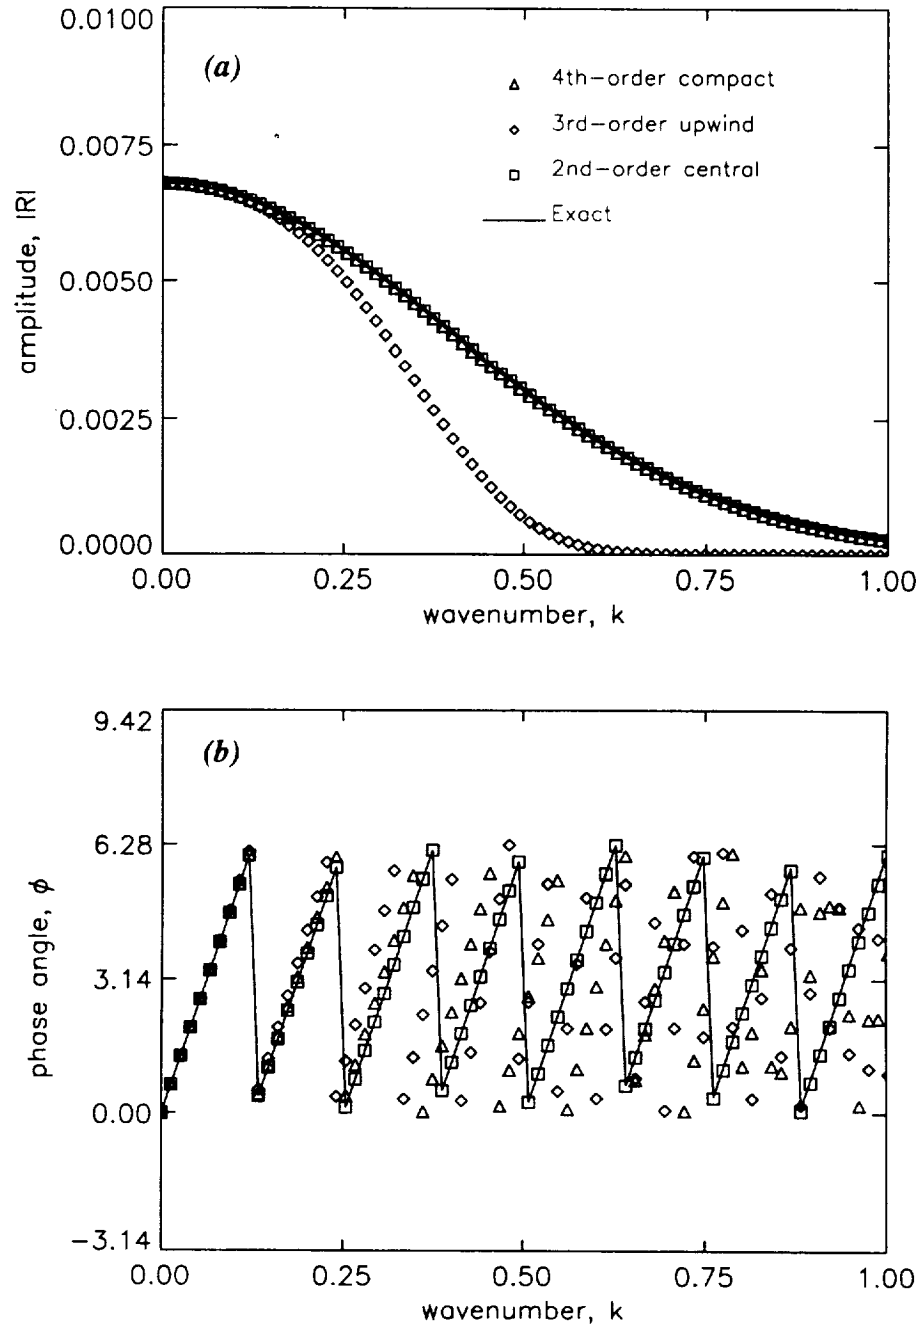 0.0100
(a)
4th-order compact
3rd-order upwind
2nd-order central
Exact
0.0075
0.0050
0.0025
0.0000
amplitude, |R|
0.00 0.25 0.50 0.75 1.00
wavenumber, k
9.42
(b)
6.28
3.14
0.00
-3.14
phase angle, ϕ
0.00 0.25 0.50 0.75 1.00
wavenumber, k